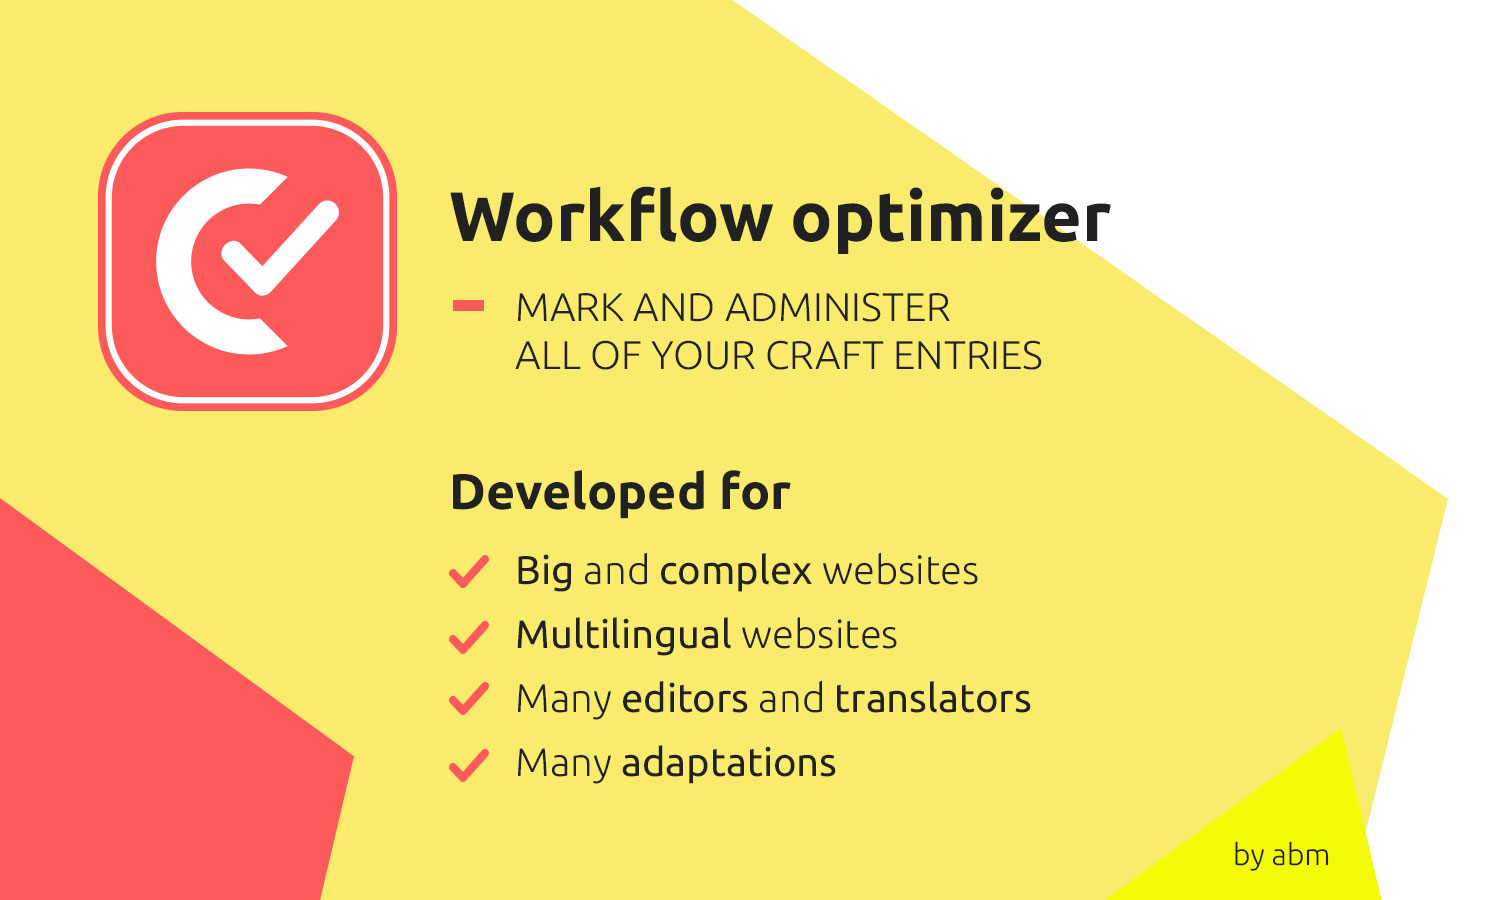 Workflow optimizer
MARK AND ADMINISTER
ALL OF YOUR CRAFT ENTRIES
Developed for
Big and complex websites
Multilingual websites
Many editors and translators
Many adaptations
by abm